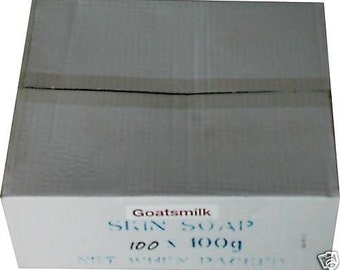 Goatsmilk
SKIN SOAP
100 x 100g
NET WHEN PACKED